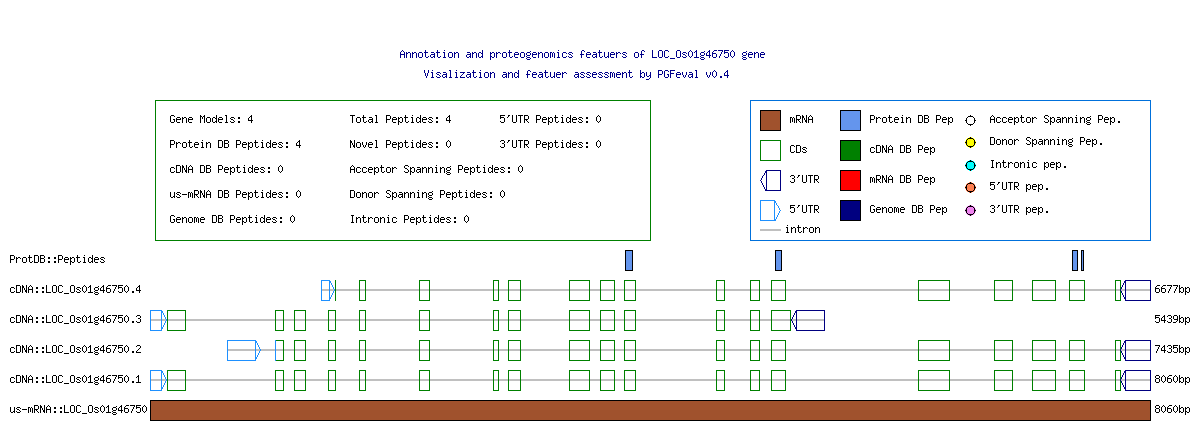 Annotation and proteogenomics featuers of LOC_Os01g46750 gene
Visalization and featuer assessment by PGFeval v0.4
Gene Models: 4 Total Peptides: 4 5'UTR Peptides: 0
Protein DB Peptides: 4 Novel Peptides: 0 3'UTR Peptides: 0
cDNA DB Peptides: 0 Acceptor Spanning Peptides: 0
us-mRNA DB Peptides: 0 Donor Spanning Peptides: 0
Genome DB Peptides: 0 Intronic Peptides: 0
mRNA Protein DB Pep Acceptor Spanning Pep.
CDs cDNA DB Pep Donor Spanning Pep.
3'UTR mRNA DB Pep Intronic pep.
5'UTR Genome DB Pep 5'UTR pep.
intron 3'UTR pep.
ProtDB::Peptides
cDNA::LOC_Os01g46750.4 6677bp
cDNA::LOC_Os01g46750.3 5439bp
cDNA::LOC_Os01g46750.2 7435bp
cDNA::LOC_Os01g46750.1 8060bp
us-mRNA::LOC_Os01g46750 8060bp